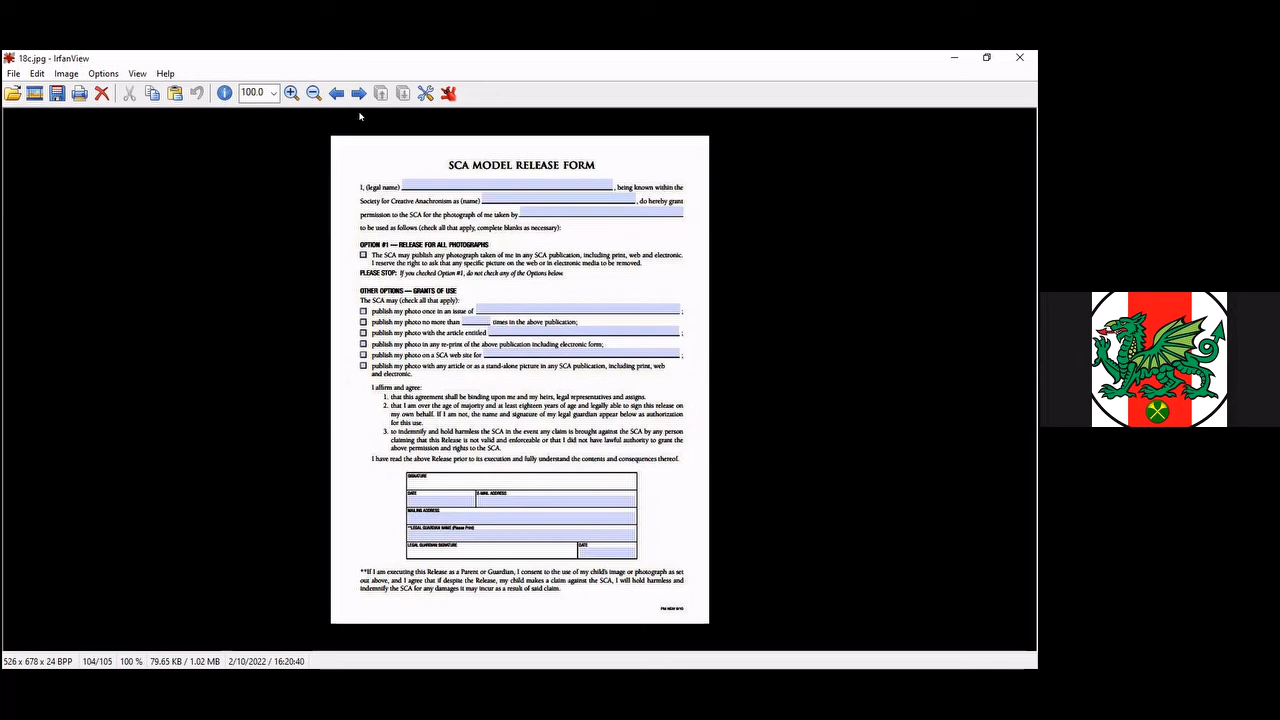 18c.jpg - IrfanView
File Edit Image Options View Help
100.0
SCA MODEL RELEASE FORM
I, (legal name) , being known within the
Society for Creative Anachronism as (name) , do hereby grant
permission to the SCA for the photograph of me taken by
to be used as follows (check all that apply, complete blanks as necessary):
OPTION #1 — RELEASE FOR ALL PHOTOGRAPHS
The SCA may publish any photograph taken of me in any SCA publication, including print, web and electronic.
I reserve the right to ask that any specific picture on the web or in electronic media to be removed.
PLEASE STOP: If you checked Option #1, do not check any of the Options below.
OTHER OPTIONS — GRANTS OF USE
The SCA may (check all that apply):
publish my photo once in an issue of ;
publish my photo no more than times in the above publication;
publish my photo with the article entitled ;
publish my photo in any re-print of the above publication including electronic form;
publish my photo on a SCA web site for ;
publish my photo with any article or as a stand-alone picture in any SCA publication, including print, web
and electronic.
I affirm and agree:
1. that this agreement shall be binding upon me and my heirs, legal representatives and assigns.
2. that I am over the age of majority and at least eighteen years of age and legally able to sign this release on
my own behalf. If I am not, the name and signature of my legal guardian appear below as authorization
for this use.
3. to indemnify and hold harmless the SCA in the event any claim is brought against the SCA by any person
claiming that this Release is not valid and enforceable or that I did not have lawful authority to grant the
above permission and rights to the SCA.
I have read the above Release prior to its execution and fully understand the contents and consequences thereof.
SIGNATURE
DATE E-MAIL ADDRESS
MAILING ADDRESS
**LEGAL GUARDIAN NAME (Please Print)
LEGAL GUARDIAN SIGNATURE DATE
**If I am executing this Release as a Parent or Guardian, I consent to the use of my child's image or photograph as set
out above, and I agree that if despite the Release, my child makes a claim against the SCA, I will hold harmless and
indemnify the SCA for any damages it may incur as a result of said claim.
526 x 678 x 24 BPP 104/105 100 % 79.65 KB / 1.02 MB 2/10/2022 / 16:20:40